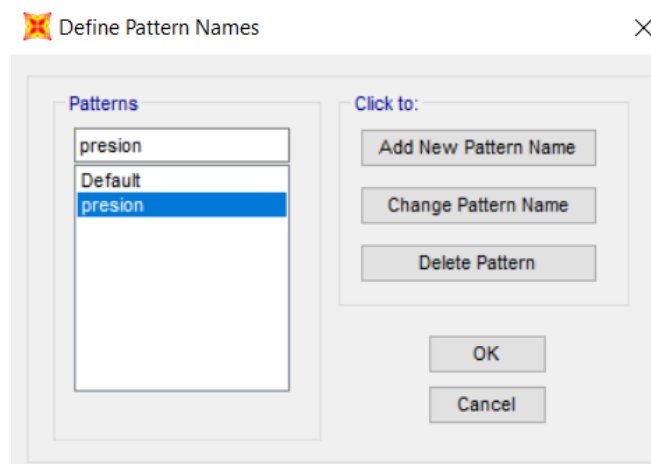 Define Pattern Names
Patterns
presion
Default
presion
Click to:
Add New Pattern Name
Change Pattern Name
Delete Pattern
OK
Cancel